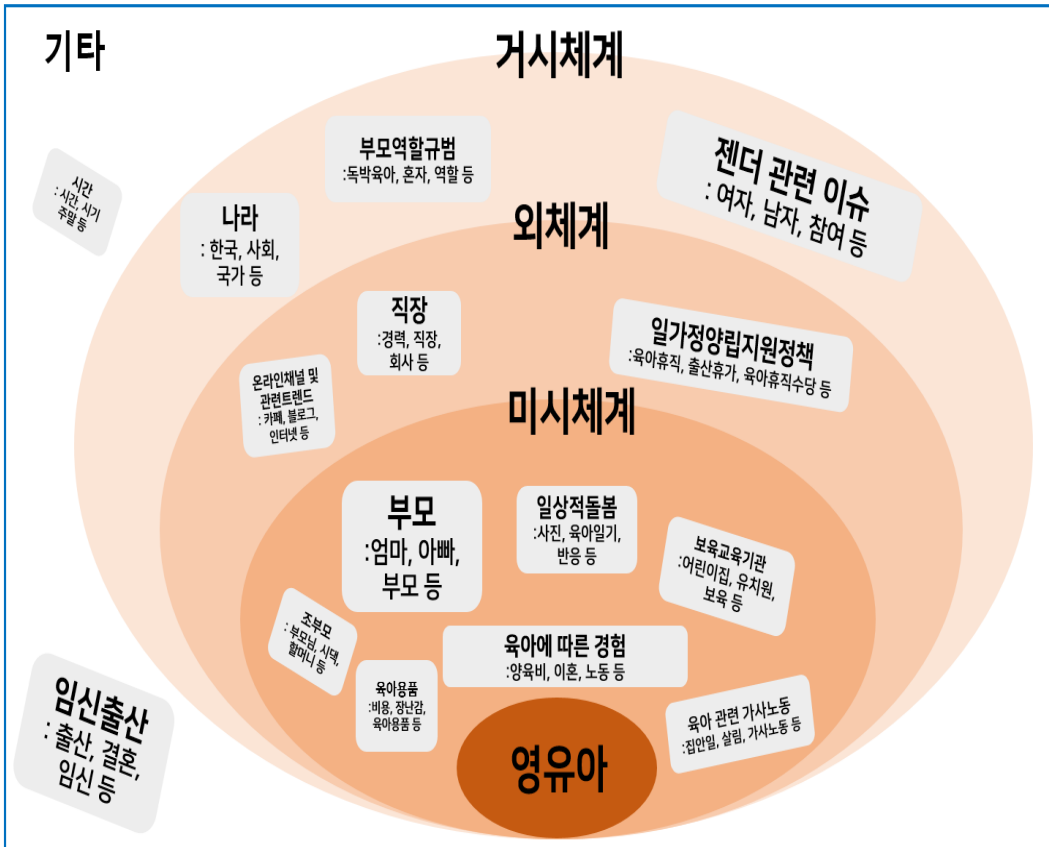 기타
거시체계
부모역할규범
:독박육아, 혼자, 역할 등
젠더 관련 이슈
: 여자, 남자, 참여 등
시간
: 시간, 시기
주말 등
나라
: 한국, 사회,
국가 등
외체계
직장
:경력, 직장,
회사 등
일가정양립지원정책
:육아휴직, 출산휴가, 육아휴직수당 등
온라인채널 및
관련트렌드
: 카페, 블로그,
인터넷 등
미시체계
부모
:엄마, 아빠,
부모 등
일상적돌봄
:사진, 육아일기,
반응 등
보육교육기관
:어린이집, 유치원,
보육 등
조부모
: 부모님, 시댁,
할머니 등
육아에 따른 경험
:양육비, 이혼, 노동 등
육아용품
:비용, 장난감,
육아용품 등
육아 관련 가사노동
:집안일, 살림, 가사노동 등
임신출산
: 출산, 결혼,
임신 등
영유아